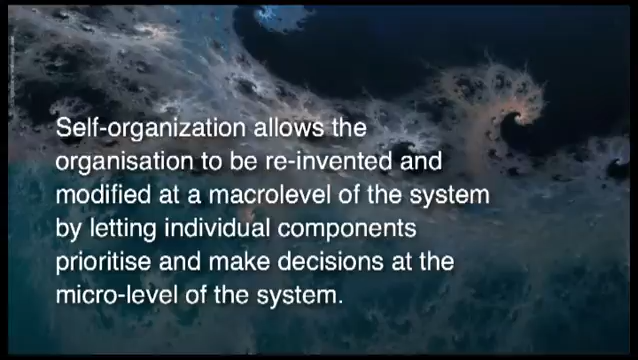 Self-organization allows the
organisation to be re-invented and
modified at a macrolevel of the system
by letting individual components
prioritise and make decisions at the
micro-level of the system.